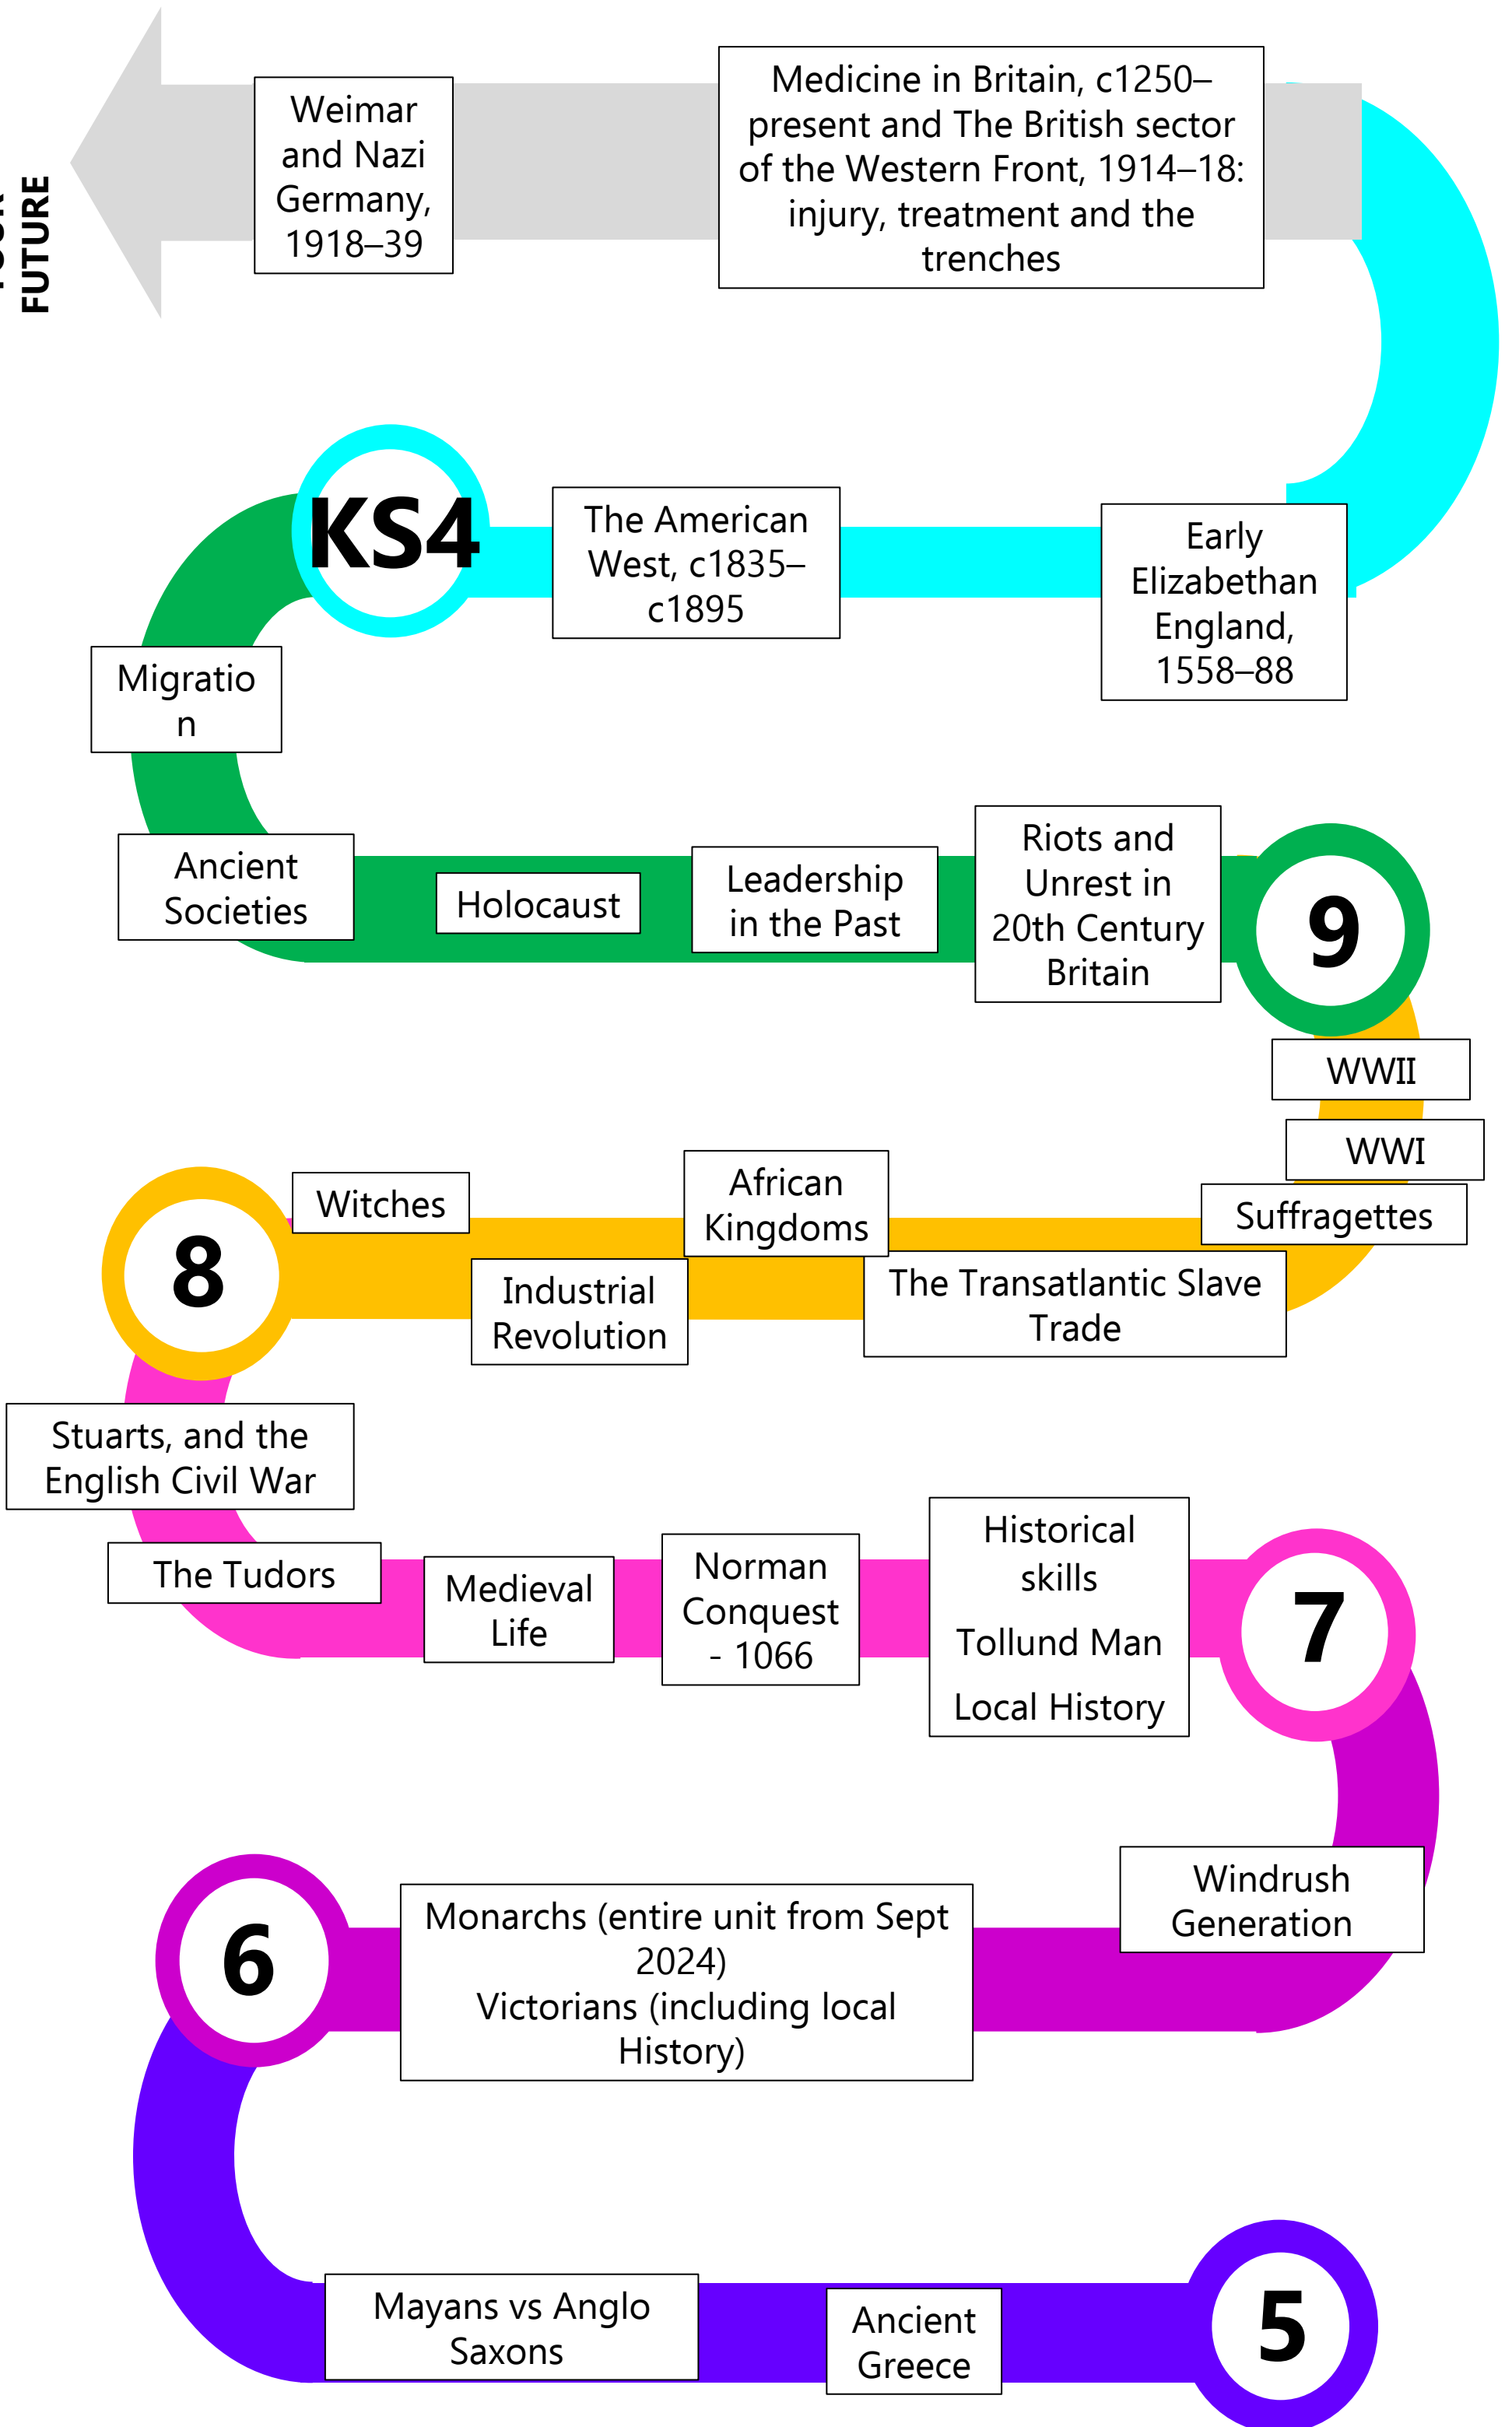 Weimar
and Nazi
Germany,
1918–39
Medicine in Britain, c1250–
present and The British sector
of the Western Front, 1914–18:
injury, treatment and the
trenches
FUTURE
KS4
The American
West, c1835–
c1895
Early
Elizabethan
England,
1558–88
Migratio
n
Ancient
Societies
Holocaust
Leadership
in the Past
Riots and
Unrest in
20th Century
Britain
9
WWII
WWI
Suffragettes
8
Witches
Industrial
Revolution
African
Kingdoms
The Transatlantic Slave
Trade
Stuarts, and the
English Civil War
The Tudors
Medieval
Life
Norman
Conquest
- 1066
Historical
skills
Tollund Man
Local History
7
Windrush
Generation
6
Monarchs (entire unit from Sept
2024)
Victorians (including local
History)
Mayans vs Anglo
Saxons
Ancient
Greece
5